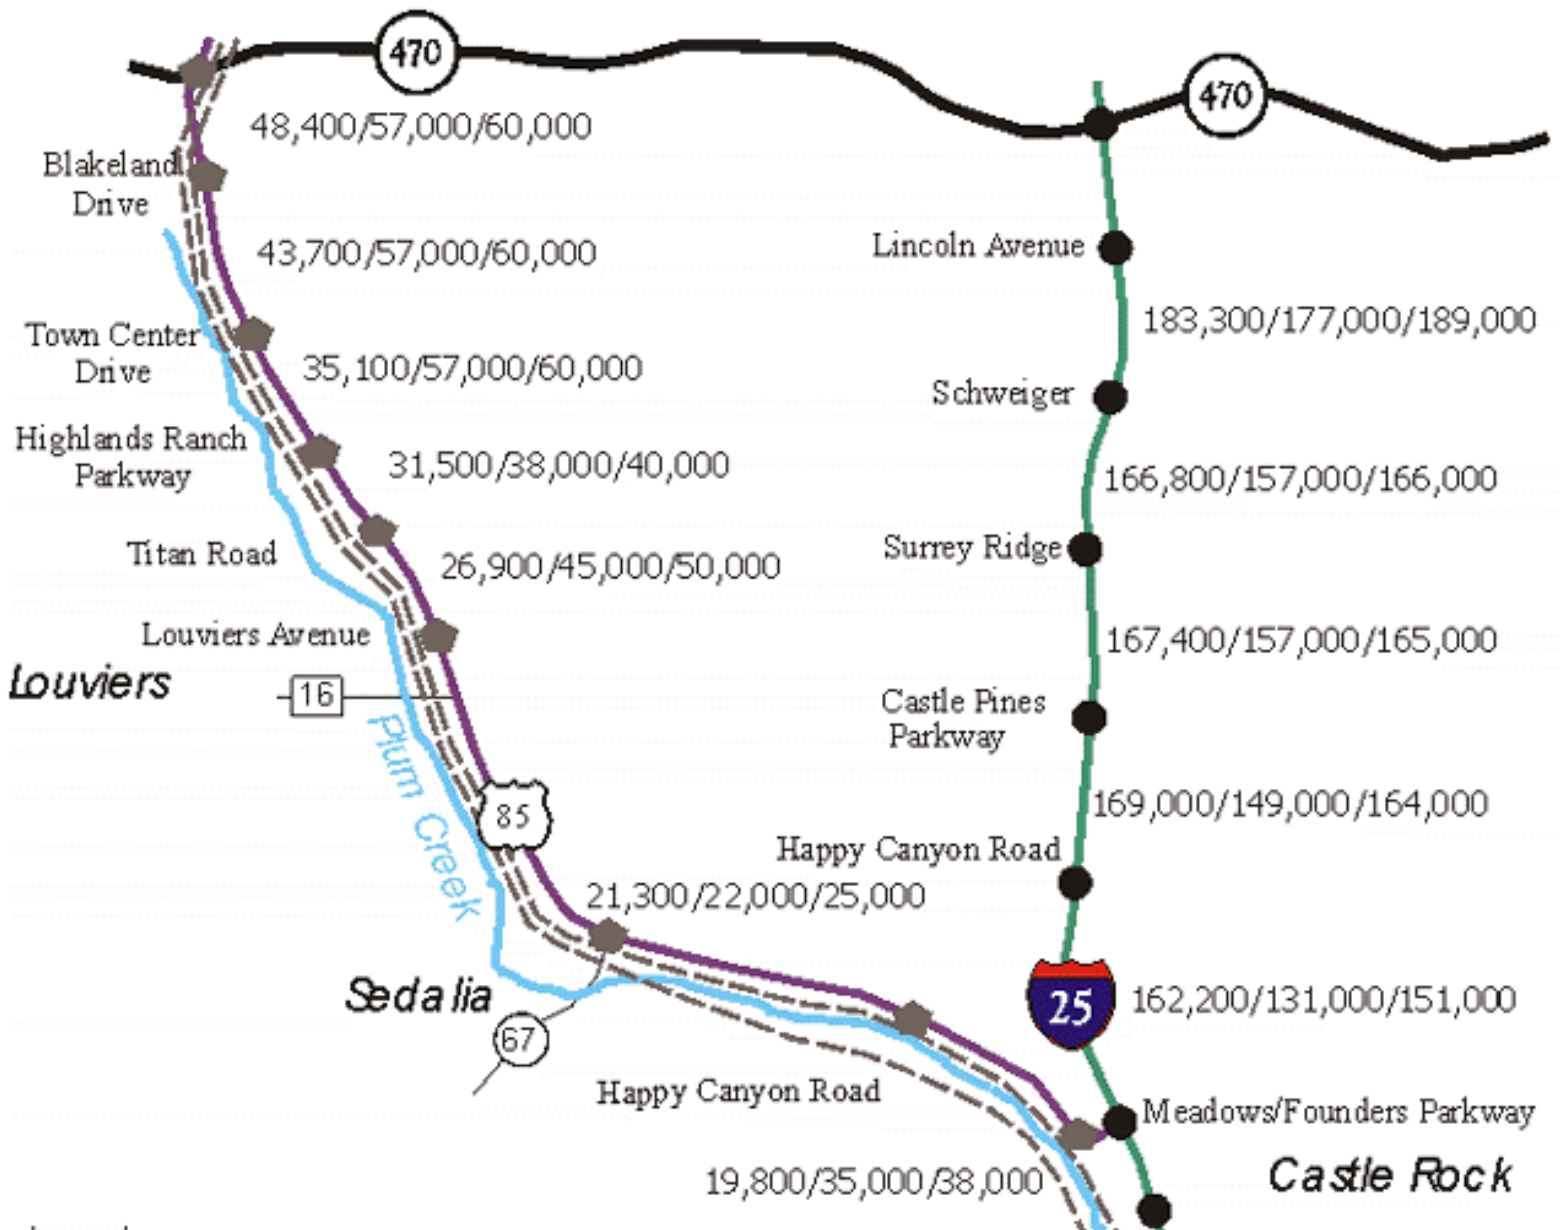 470
470
48,400/57,000/60,000
Blakeland
Drive
43,700/57,000/60,000
Lincoln Avenue
183,300/177,000/189,000
Town Center
Drive
35,100/57,000/60,000
Schweiger
Highlands Ranch
Parkway
31,500/38,000/40,000
166,800/157,000/166,000
Titan Road
26,900/45,000/50,000
Surrey Ridge
Louviers Avenue
167,400/157,000/165,000
Louviers
16
Castle Pines
Parkway
Plum Creek
85
169,000/149,000/164,000
Happy Canyon Road
21,300/22,000/25,000
Sedalia
25
162,200/131,000/151,000
67
Happy Canyon Road
Meadows/Founders Parkway
19,800/35,000/38,000
Castle Rock